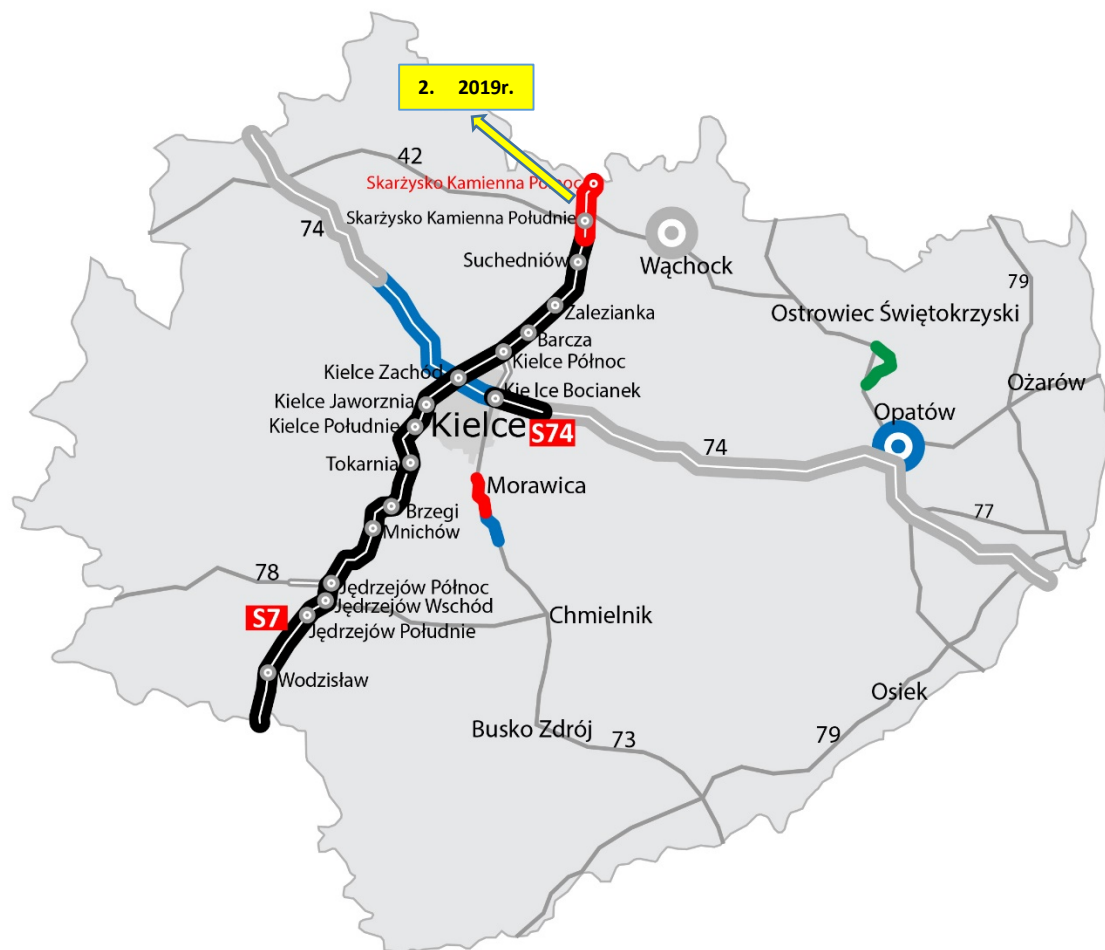 2. 2019r.
42
Skarżysko Kamienna Północ
Skarżysko Kamienna Południe
74
Suchedniów
Wąchock
79
Zalezianka
Ostrowiec Świętokrzyski
Barcza
Kielce Północ
Kielce Zachód
Kie lce Bocianek
Ożarów
Kielce Jaworznia
Opatów
Kielce Południe
Kielce
S74
74
Tokarnia
Morawica
Brzegi
77
Mnichów
78
Jędrzejów Północ
Jędrzejów Wschód
S7
Chmielnik
Jędrzejów Południe
Wodzisław
Osiek
Busko Zdrój
73
79